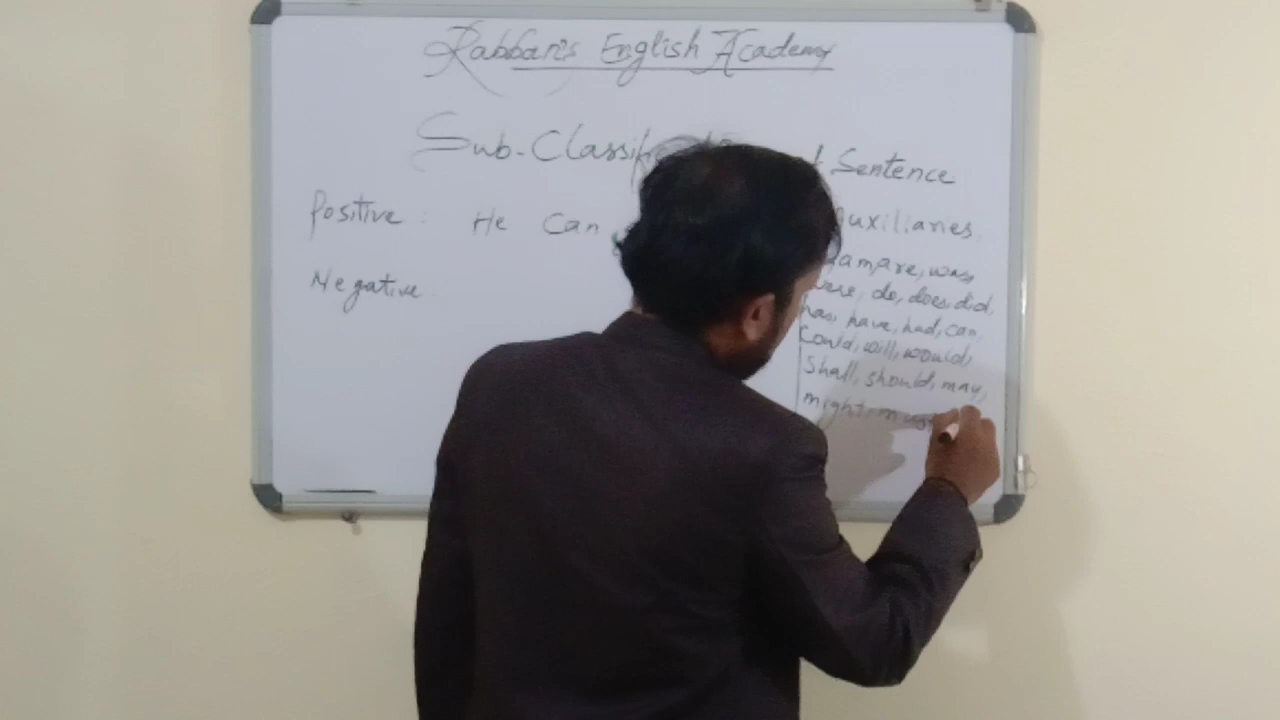 Rabbani's English Academy
Sub-Classif Sentence
Positive : He Can Auxiliaries
am, are, was,
were, do, does, did,
has, have, had, can
Could, will, would,
Negative
Shall, should, may,
might, mus